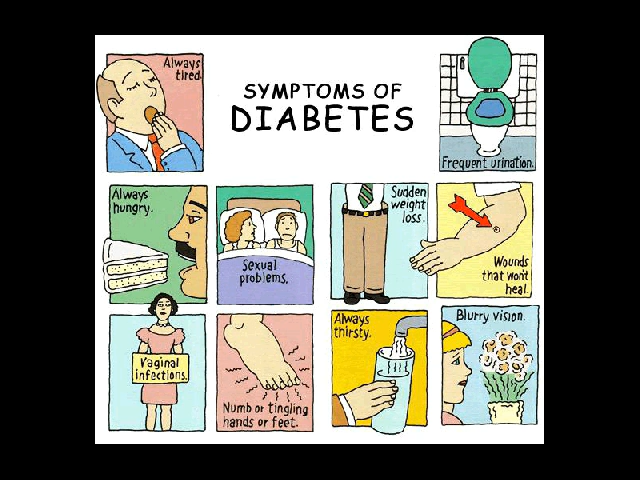 Always
tired.
SYMPTOMS OF
DIABETES
Frequent urination.
Always
hungry.
Sexual
problems.
Sudden
weight
loss.
Wounds
that won't
heal.
Vaginal
infections.
Numb or tingling
hands or feet.
Always
thirsty.
Blurry vision.